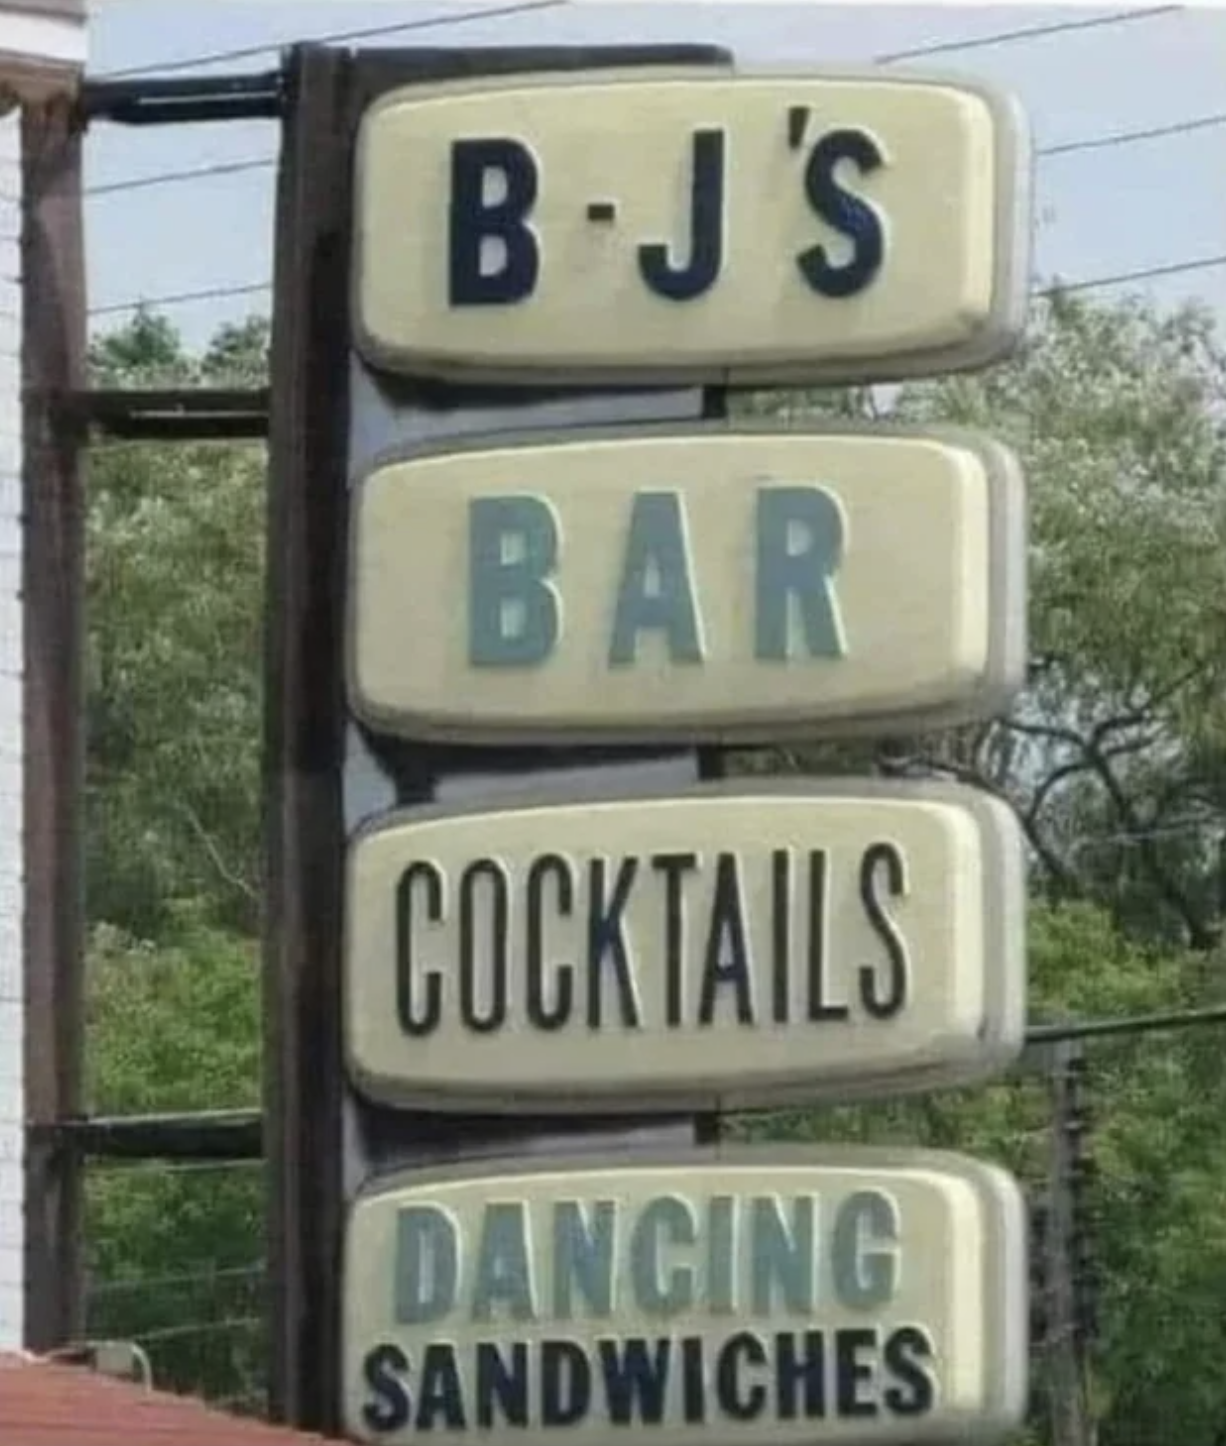 B-J'S
BAR
COCKTAILS
DANCING
SANDWICHES